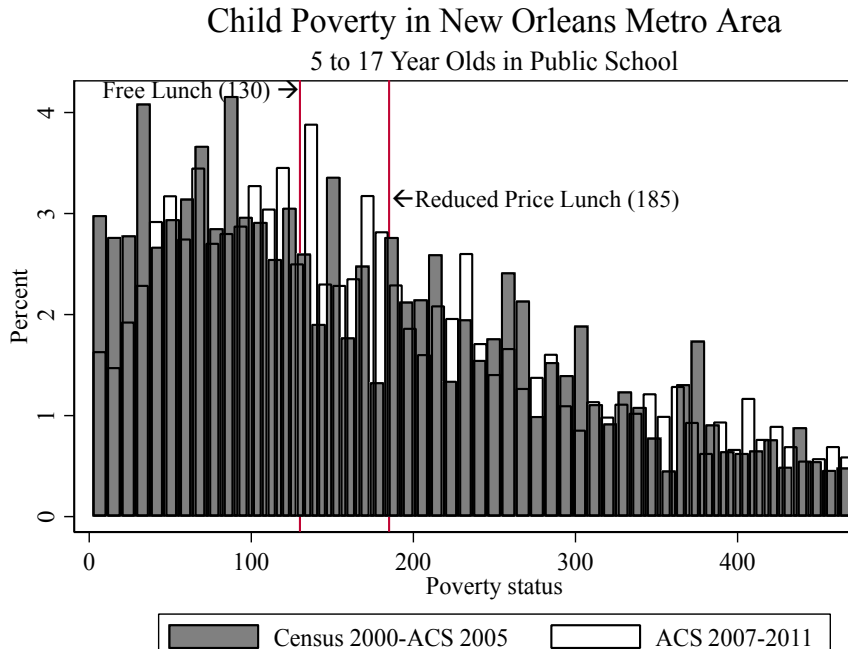 Child Poverty in New Orleans Metro Area
5 to 17 Year Olds in Public School
Free Lunch (130) →
←Reduced Price Lunch (185)
Percent
4
3
2
1
0
0 100 200 300 400
Poverty status
Census 2000-ACS 2005 ACS 2007-2011